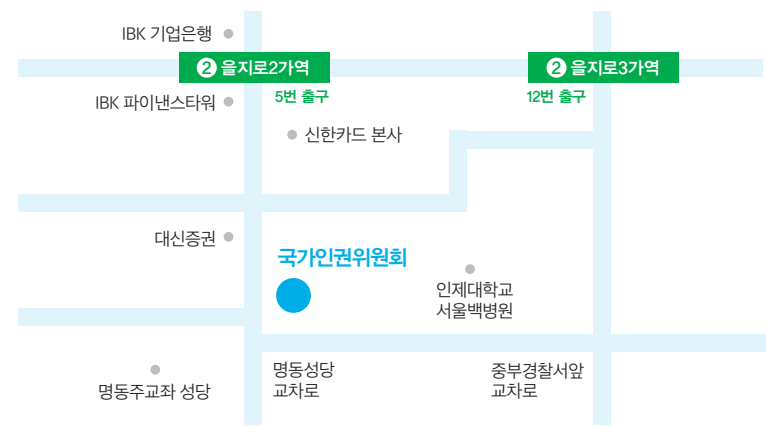 IBK 기업은행
2 을지로2가역
2 을지로3가역
IBK 파이낸스타워
5번 출구
12번 출구
신한카드 본사
대신증권
국가인권위원회
인제대학교
서울백병원
명동주교좌 성당
명동성당
교차로
중부경찰서앞
교차로